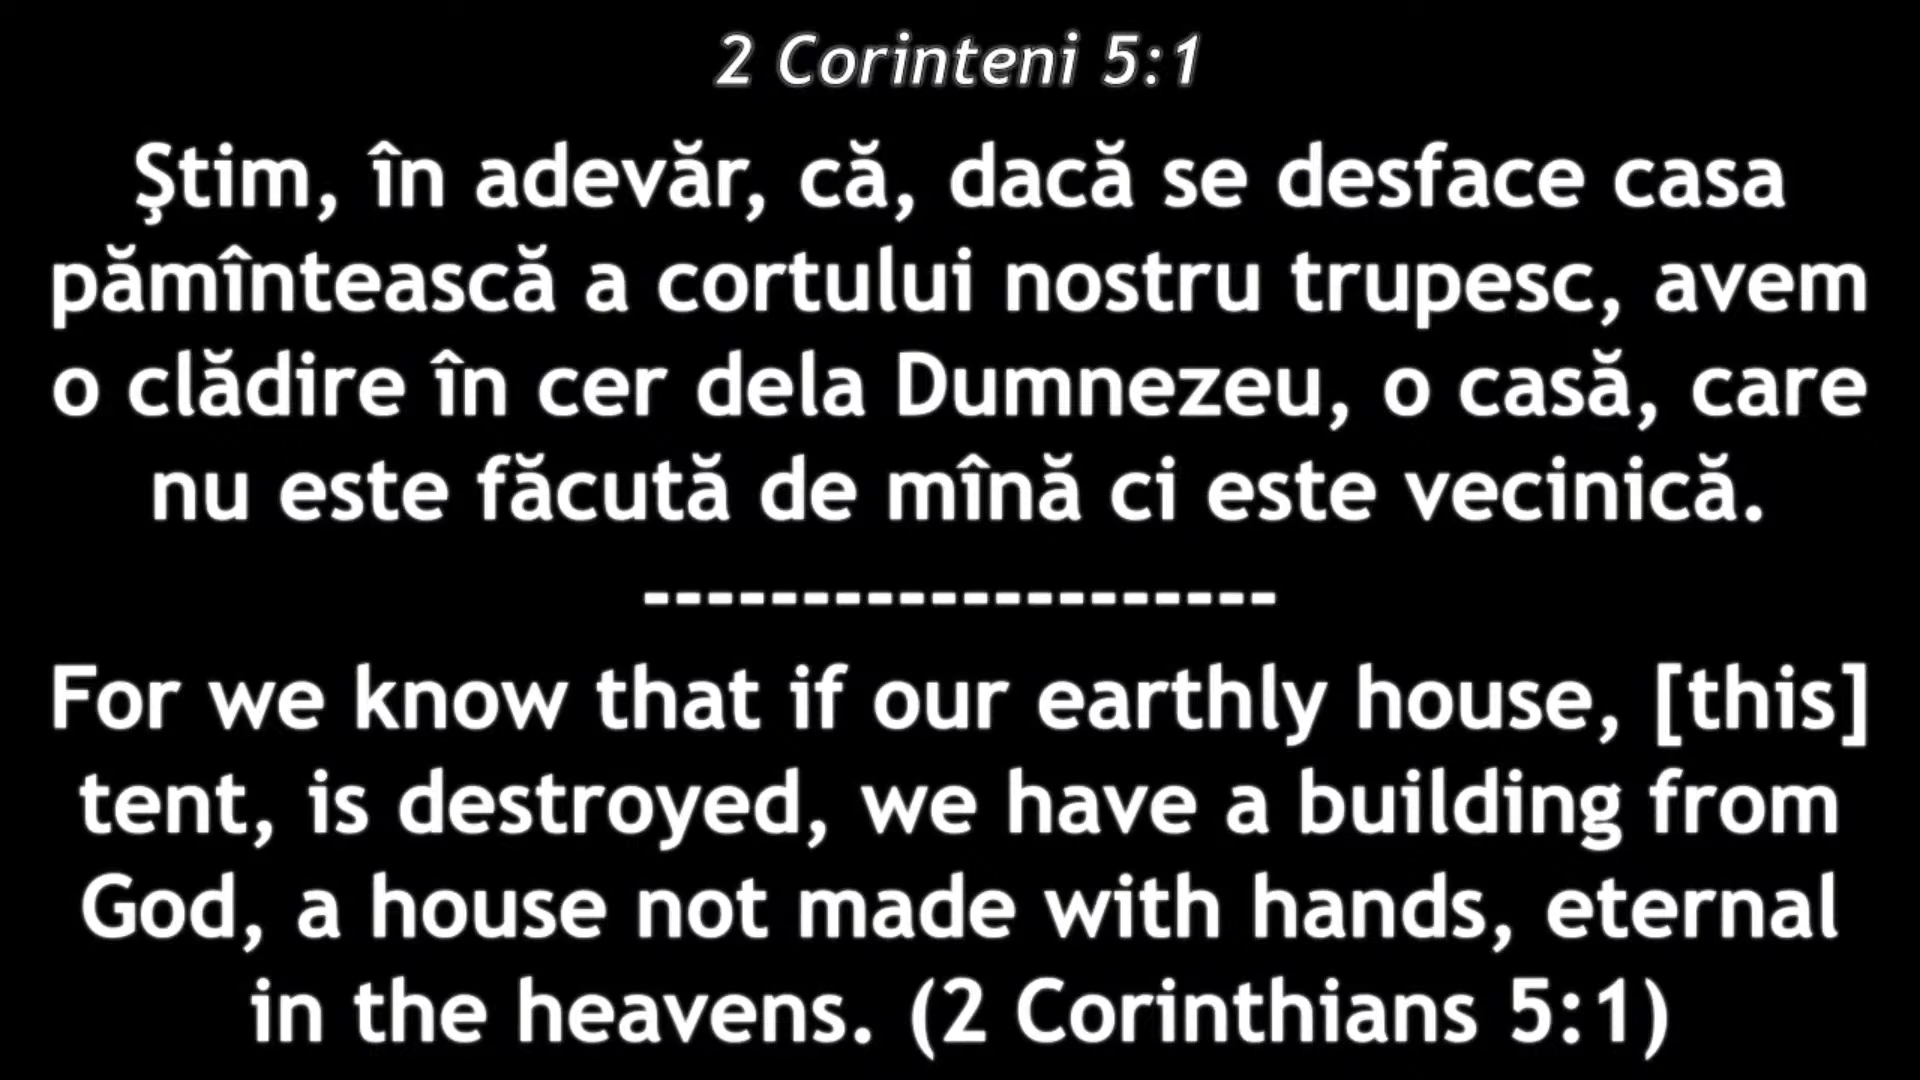 2 Corinteni 5:1
Ştim, în adevăr, că, dacă se desface casa
pămîntească a cortului nostru trupesc, avem
o clădire în cer dela Dumnezeu, o casă, care
nu este făcută de mînă ci este vecinică.
--------------------
For we know that if our earthly house, [this]
tent, is destroyed, we have a building from
God, a house not made with hands, eternal
in the heavens. (2 Corinthians 5:1)